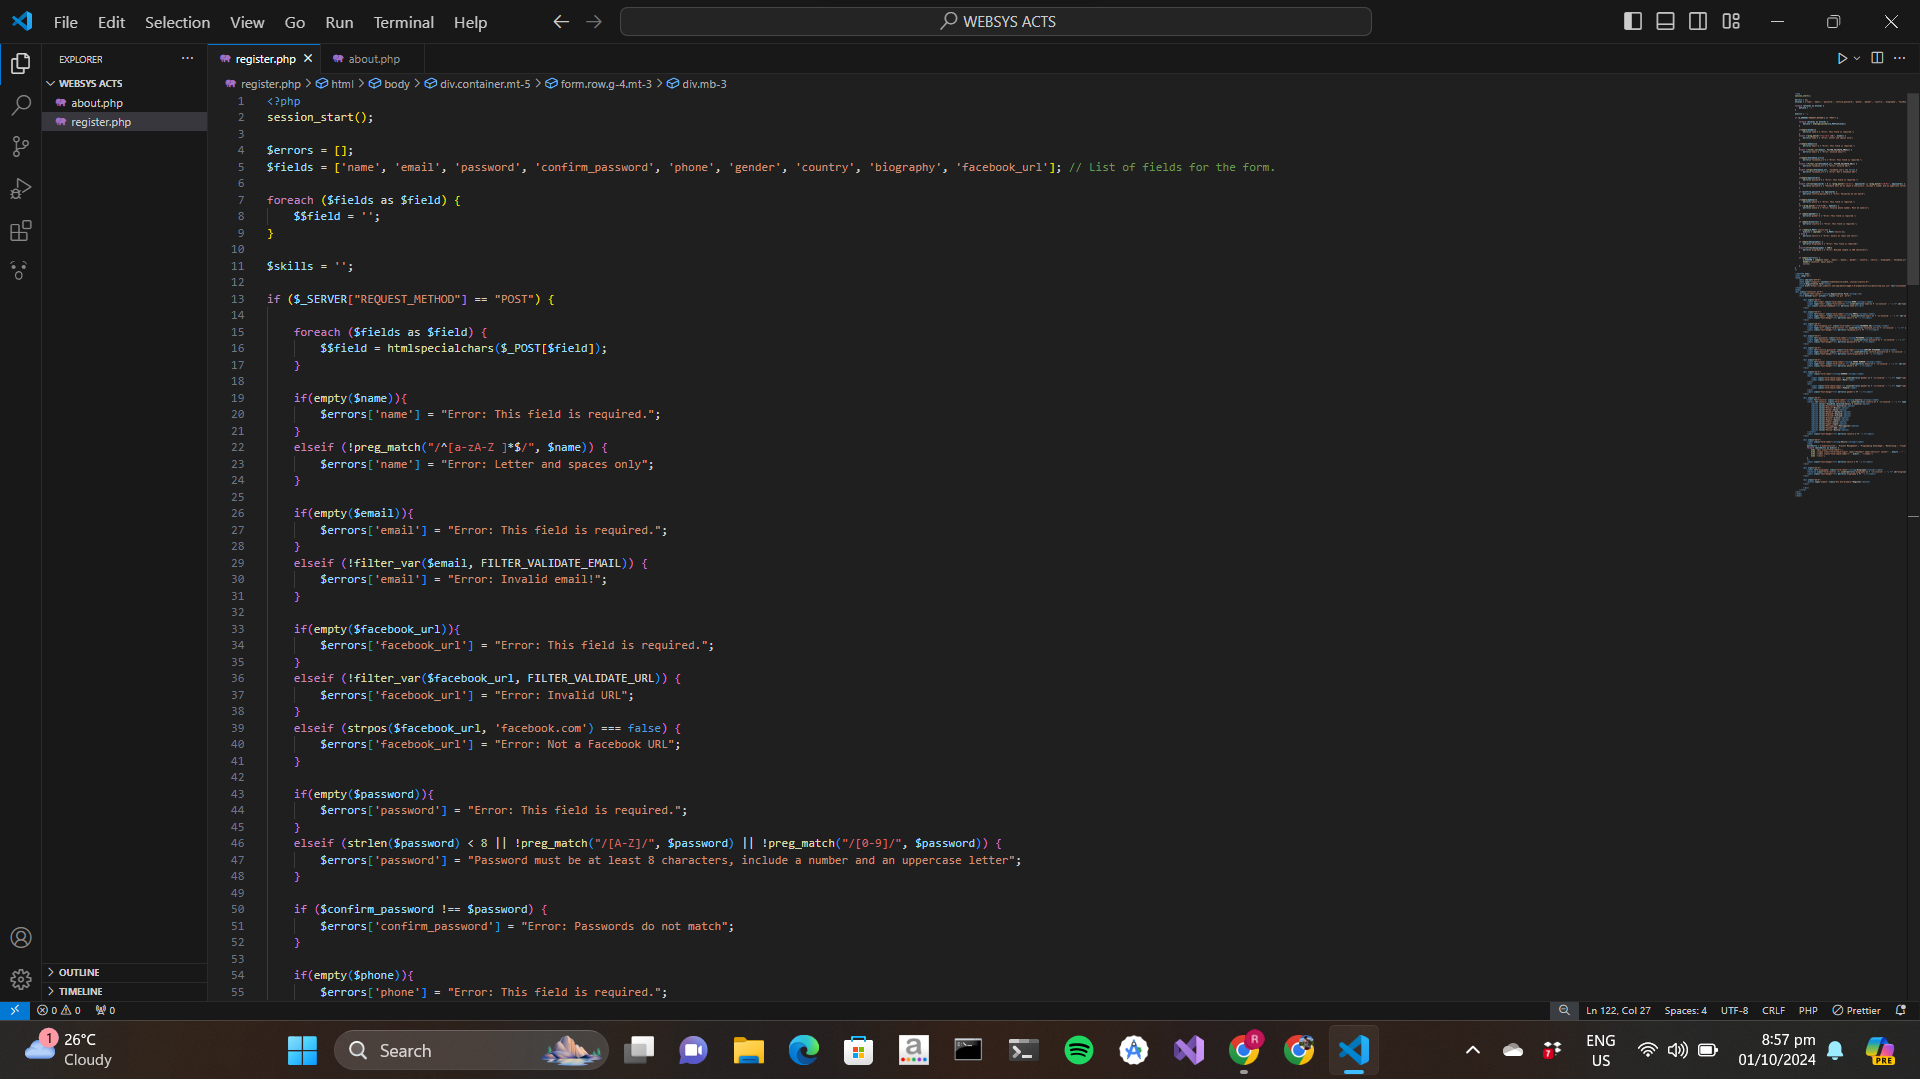 File Edit Selection View Go Run Terminal Help
WEBSYS ACTS
EXPLORER
WEBSYS ACTS
about.php
register.php
OUTLINE
TIMELINE
register.php about.php
register.php > html > body > div.container.mt-5 > form.row.g-4.mt-3 > div.mb-3
1 <?php
2 session_start();
3
4 $errors = [];
5 $fields = ['name', 'email', 'password', 'confirm_password', 'phone', 'gender', 'country', 'biography', 'facebook_url']; // List of fields for the form.
6
7 foreach ($fields as $field) {
8 $$field = '';
9 }
10
11 $skills = '';
12
13 if ($_SERVER["REQUEST_METHOD"] == "POST") {
14
15 foreach ($fields as $field) {
16 $$field = htmlspecialchars($_POST[$field]);
17 }
18
19 if(empty($name)){
20 $errors['name'] = "Error: This field is required.";
21 }
22 elseif (!preg_match("/^[a-zA-Z ]*$/", $name)) {
23 $errors['name'] = "Error: Letter and spaces only";
24 }
25
26 if(empty($email)){
27 $errors['email'] = "Error: This field is required.";
28 }
29 elseif (!filter_var($email, FILTER_VALIDATE_EMAIL)) {
30 $errors['email'] = "Error: Invalid email!";
31 }
32
33 if(empty($facebook_url)){
34 $errors['facebook_url'] = "Error: This field is required.";
35 }
36 elseif (!filter_var($facebook_url, FILTER_VALIDATE_URL)) {
37 $errors['facebook_url'] = "Error: Invalid URL";
38 }
39 elseif (strpos($facebook_url, 'facebook.com') === false) {
40 $errors['facebook_url'] = "Error: Not a Facebook URL";
41 }
42
43 if(empty($password)){
44 $errors['password'] = "Error: This field is required.";
45 }
46 elseif (strlen($password) < 8 || !preg_match("/[A-Z]/", $password) || !preg_match("/[0-9]/", $password)) {
47 $errors['password'] = "Password must be at least 8 characters, include a number and an uppercase letter";
48 }
49
50 if ($confirm_password !== $password) {
51 $errors['confirm_password'] = "Error: Passwords do not match";
52 }
53
54 if(empty($phone)){
55 $errors['phone'] = "Error: This field is required.";
0 0 0
Ln 122, Col 27 Spaces: 4 UTF-8 CRLF PHP Prettier
1
26°C
Cloudy
Search
a
R
7
ENG
US
8:57 pm
01/10/2024
PRE